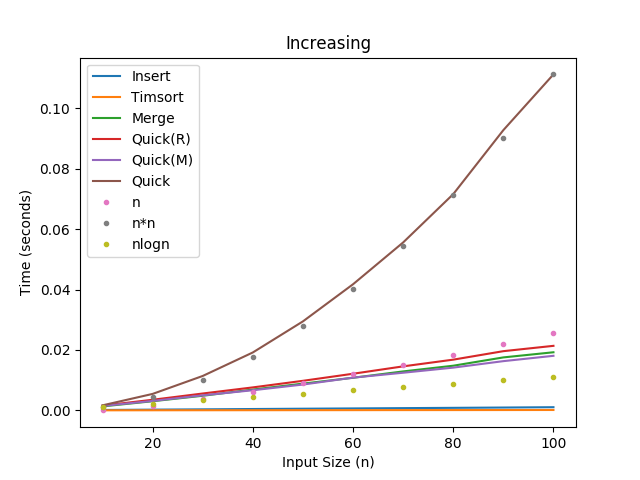 Increasing
Time (seconds)
0.10
0.08
0.06
0.04
0.02
0.00
Insert
Timsort
Merge
Quick(R)
Quick(M)
Quick
n
n*n
nlogn
20
40
60
80
100
Input Size (n)